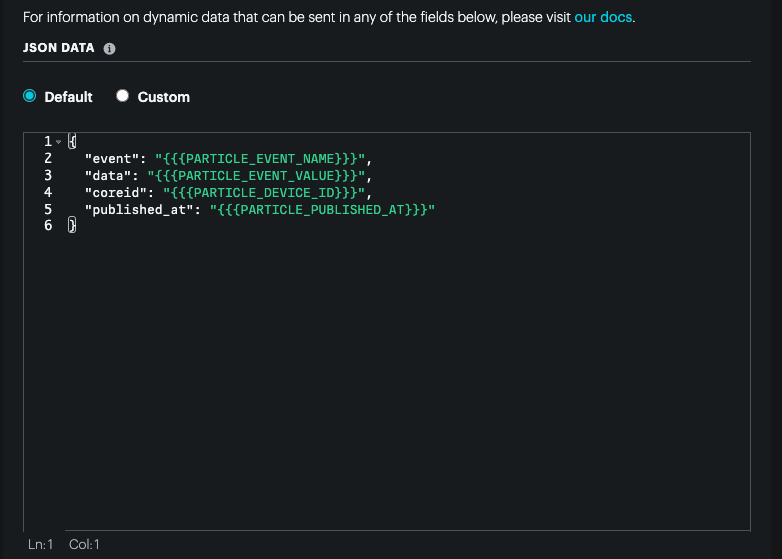 For information on dynamic data that can be sent in any of the fields below, please visit our docs.
JSON DATA i
Default Custom
1 {
2 "event": "{{{PARTICLE_EVENT_NAME}}}",
3 "data": "{{{PARTICLE_EVENT_VALUE}}}",
4 "coreid": "{{{PARTICLE_DEVICE_ID}}}",
5 "published_at": "{{{PARTICLE_PUBLISHED_AT}}}"
6 }
Ln:1 Col:1